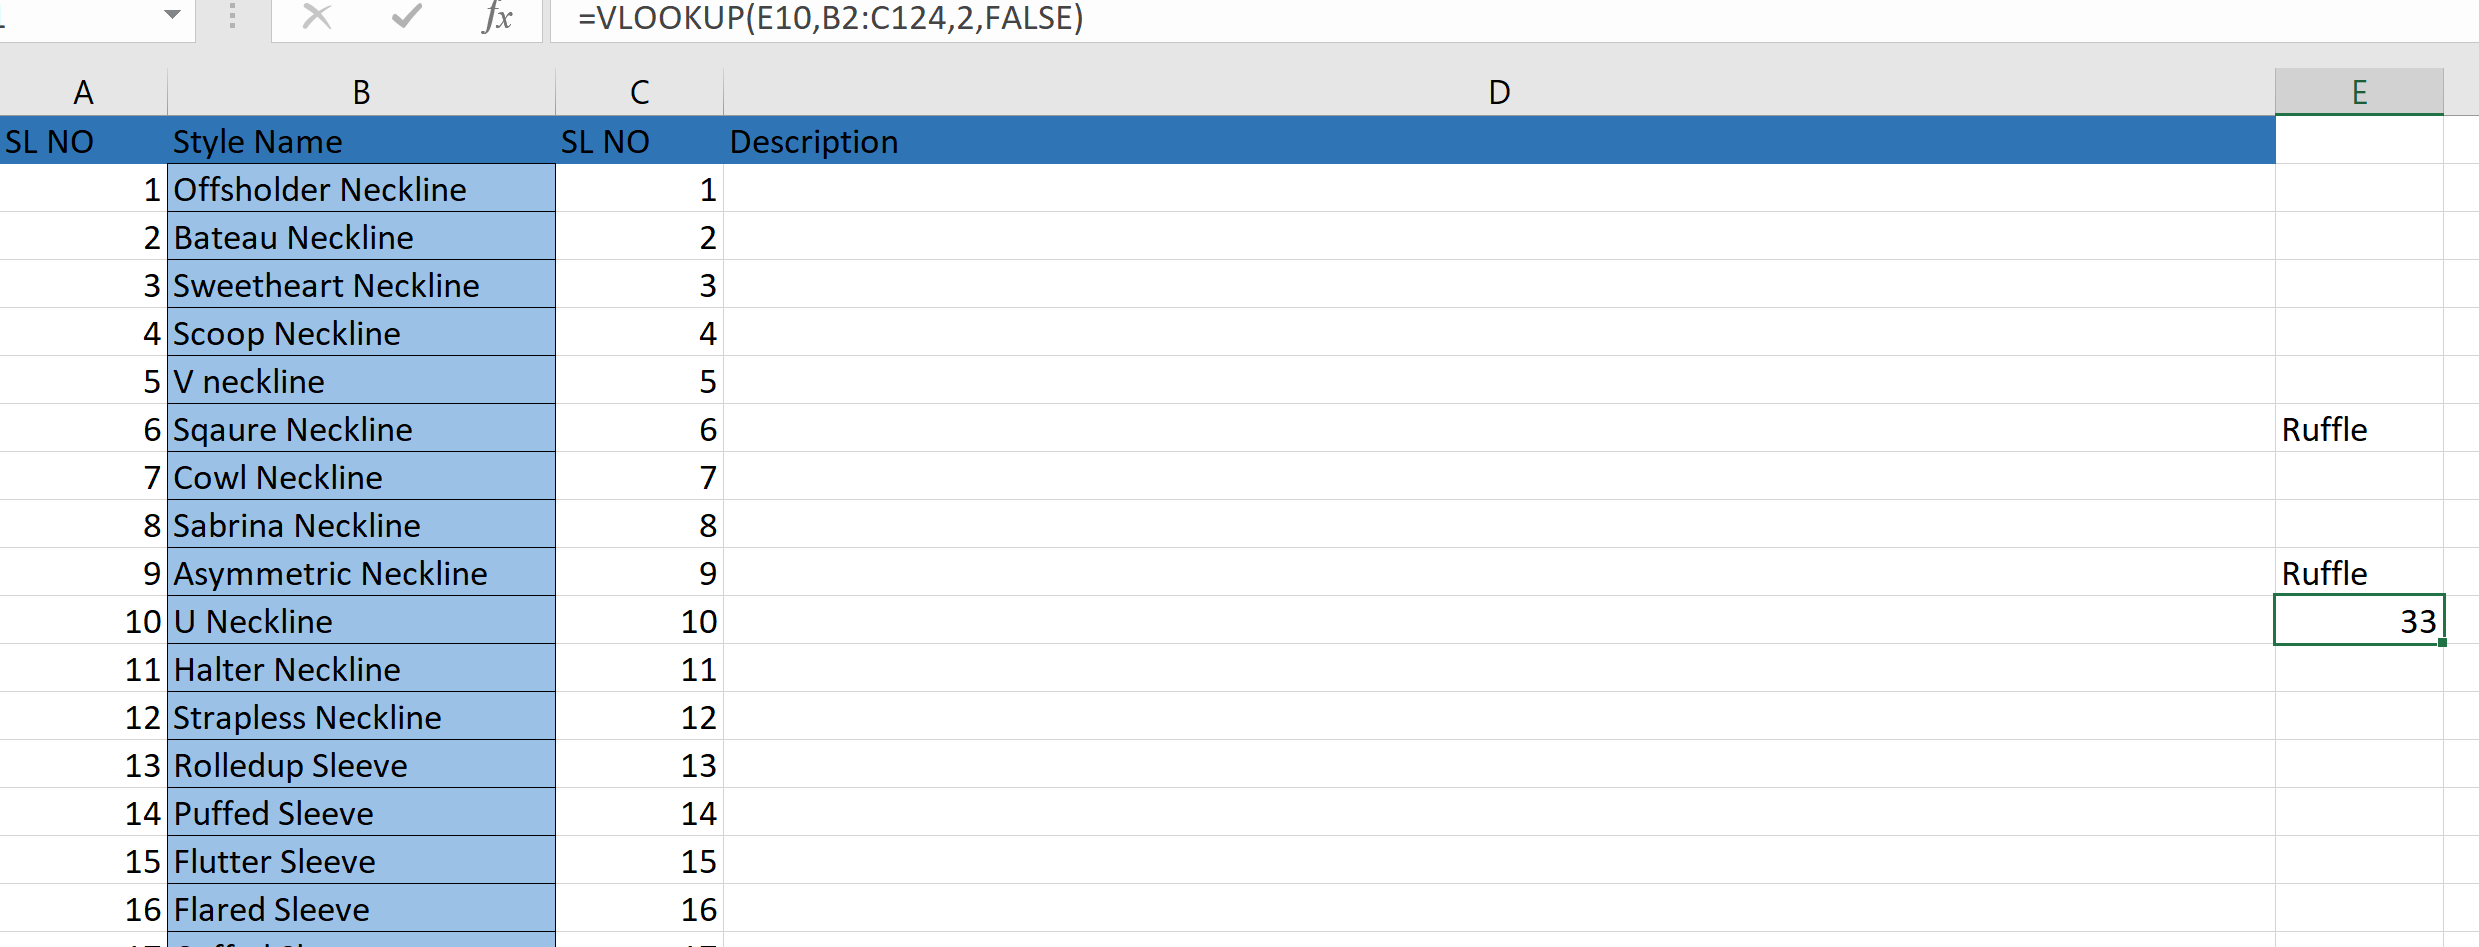 fx =VLOOKUP(E10,B2:C124,2,FALSE)
A B C D E
SL NO Style Name SL NO Description
1 Offsholder Neckline 1
2 Bateau Neckline 2
3 Sweetheart Neckline 3
4 Scoop Neckline 4
5 V neckline 5
6 Sqaure Neckline 6 Ruffle
7 Cowl Neckline 7
8 Sabrina Neckline 8
9 Asymmetric Neckline 9 Ruffle
10 U Neckline 10 33
11 Halter Neckline 11
12 Strapless Neckline 12
13 Rolledup Sleeve 13
14 Puffed Sleeve 14
15 Flutter Sleeve 15
16 Flared Sleeve 16